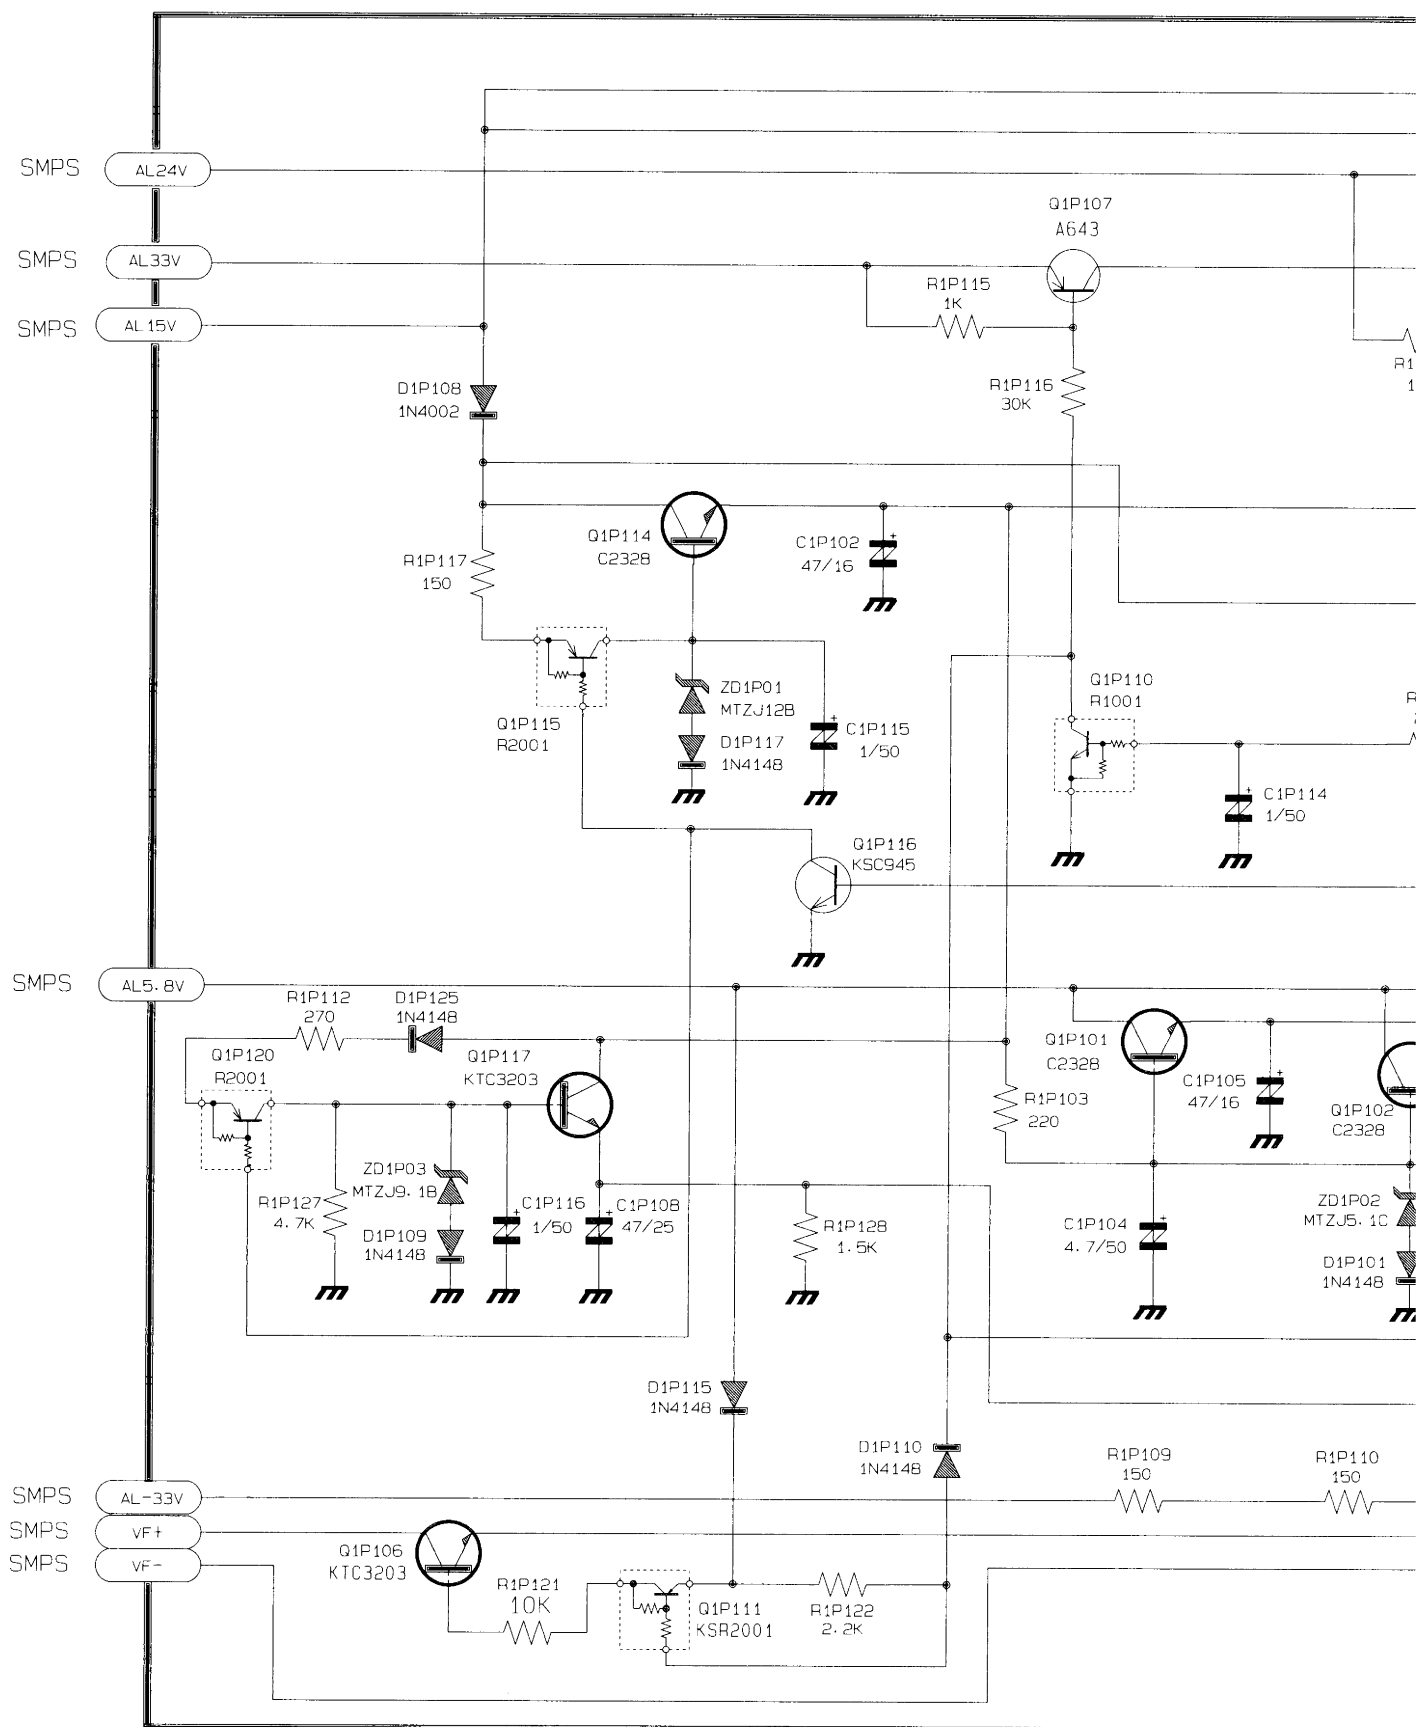 SMPS AL24V
Q1P107
A643
SMPS AL33V
R1P115
1K
SMPS AL15V
R1
1
D1P108
1N4002
R1P116
30K
Q1P114
C2328
C1P102
47/16
R1P117
150
ZD1P01
MTZJ12B
Q1P110
R1001
R
Q1P115
R2001
D1P117
1N4148
C1P115
1/50
C1P114
1/50
Q1P116
KSC945
SMPS AL5.8V
R1P112
270
D1P125
1N4148
Q1P120
R2001
Q1P117
KTC3203
Q1P101
C2328
C1P105
47/16
R1P103
220
Q1P102
C2328
ZD1P03
MTZJ9.1B
R1P127
4.7K
C1P116
1/50
C1P108
47/25
D1P109
1N4148
R1P128
1.5K
C1P104
4.7/50
ZD1P02
MTZJ5.1C
D1P101
1N4148
D1P115
1N4148
D1P110
1N4148
R1P109
150
R1P110
150
SMPS AL-33V
SMPS VF+
SMPS VF-
Q1P106
KTC3203
R1P121
10K
Q1P111
KSR2001
R1P122
2.2K